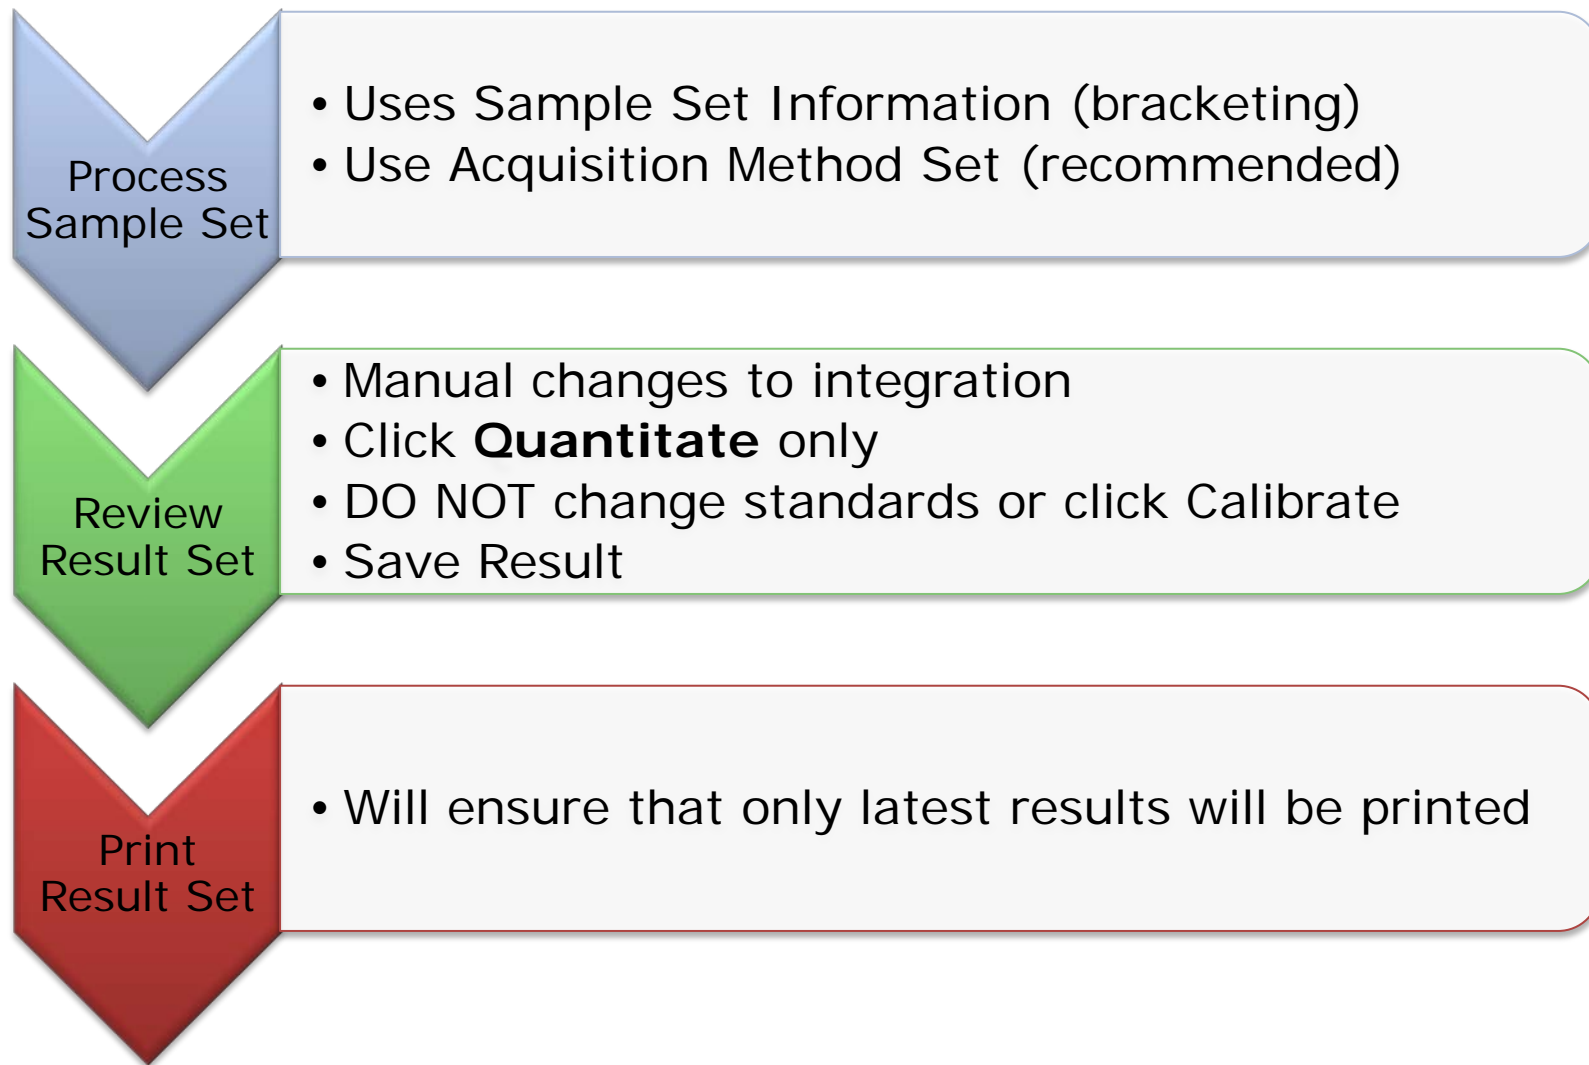 Process
Sample Set
• Uses Sample Set Information (bracketing)
• Use Acquisition Method Set (recommended)
Review
Result Set
• Manual changes to integration
• Click Quantitate only
• DO NOT change standards or click Calibrate
• Save Result
Print
Result Set
• Will ensure that only latest results will be printed